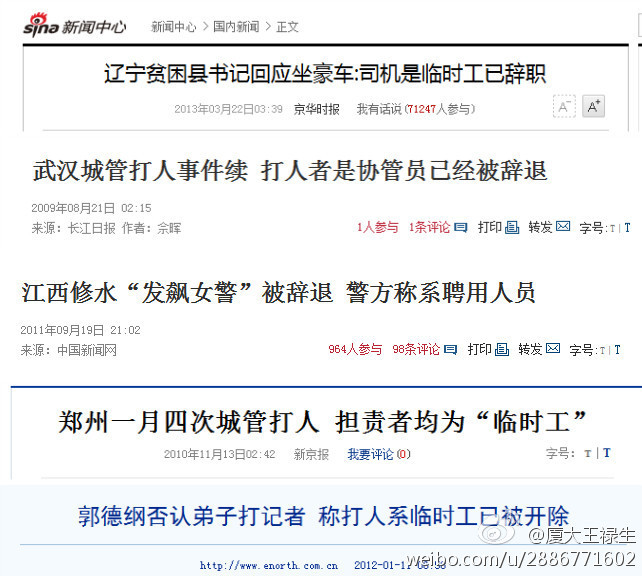 sina 新闻中心 新闻中心 > 国内新闻 > 正文
辽宁贫困县书记回应坐豪车:司机是临时工已辞职
2013年03月22日03:39 京华时报 我有话说(71247人参与) A- A+
武汉城管打人事件续 打人者是协管员已经被辞退
2009年08月21日 02:15
来源：长江日报 作者：佘晖 1人参与 1条评论 打印 转发 字号:T|T
江西修水“发飙女警”被辞退 警方称系聘用人员
2011年09月19日 21:02
来源：中国新闻网 964人参与 98条评论 打印 转发 字号:T|T
郑州一月四次城管打人 担责者均为“临时工”
2010年11月13日02:42 新京报 我要评论(0) 字号：T|T
郭德纲否认弟子打记者 称打人系临时工已被开除
@厦大王禄生
http://www.enorth.com.cn 2012-01-11
weibo.com/u/2886771602